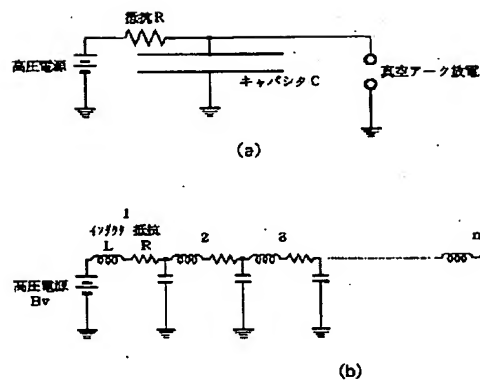 抵抗R
高圧電源
キャパシタC
真空アーク放電
(a)
1
インダクタ 抵抗
L R 2 3 n
高圧電源
Bv
(b)